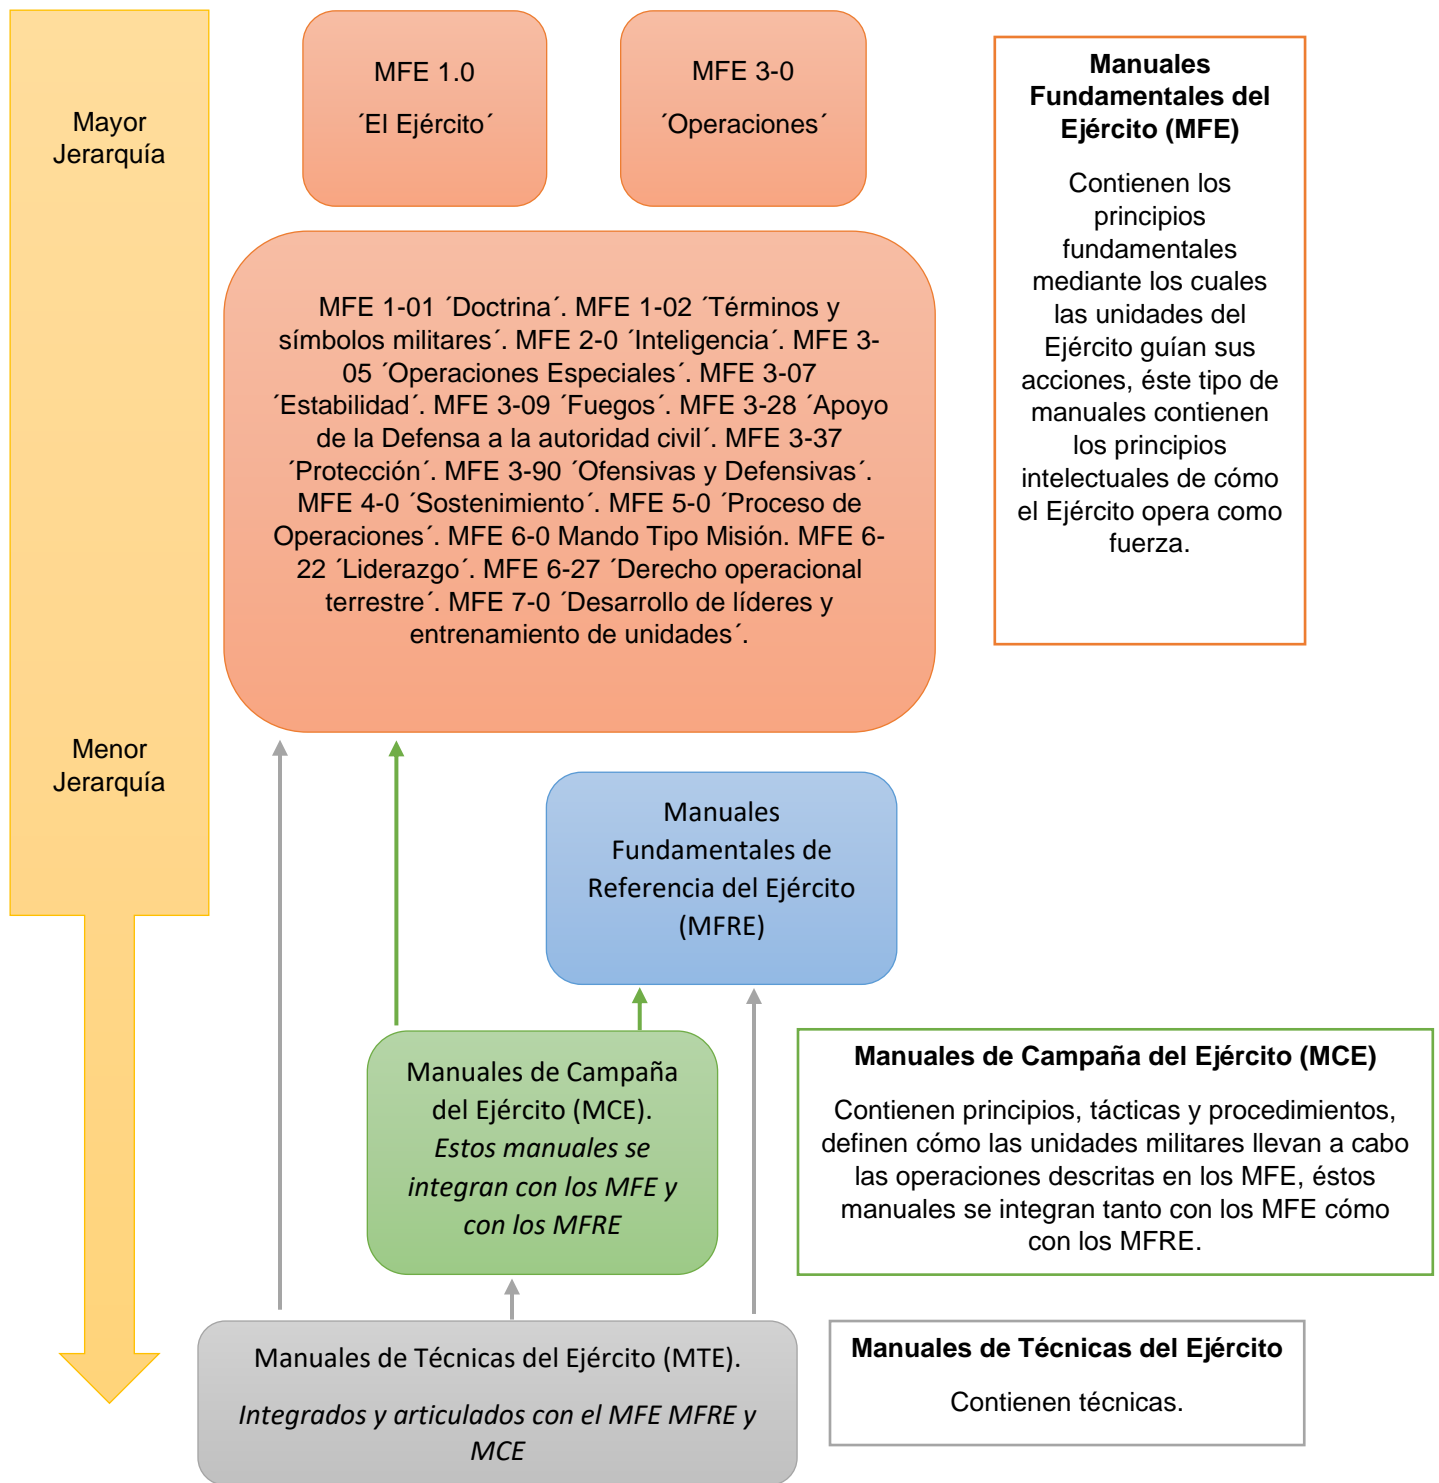 Mayor
Jerarquía
MFE 1.0
´El Ejército´
MFE 3-0
´Operaciones´
Manuales
Fundamentales del
Ejército (MFE)
Contienen los
principios
fundamentales
mediante los cuales
las unidades del
Ejército guían sus
acciones, éste tipo de
manuales contienen
los principios
intelectuales de cómo
el Ejército opera como
fuerza.
MFE 1-01 ´Doctrina´. MFE 1-02 ´Términos y
símbolos militares´. MFE 2-0 ´Inteligencia´. MFE 3-
05 ´Operaciones Especiales´. MFE 3-07
´Estabilidad´. MFE 3-09 ´Fuegos´. MFE 3-28 ´Apoyo
de la Defensa a la autoridad civil´. MFE 3-37
´Protección´. MFE 3-90 ´Ofensivas y Defensivas´.
MFE 4-0 ´Sostenimiento´. MFE 5-0 ´Proceso de
Operaciones´. MFE 6-0 Mando Tipo Misión. MFE 6-
22 ´Liderazgo´. MFE 6-27 ´Derecho operacional
terrestre´. MFE 7-0 ´Desarrollo de líderes y
entrenamiento de unidades´.
Menor
Jerarquía
Manuales
Fundamentales de
Referencia del Ejército
(MFRE)
Manuales de Campaña
del Ejército (MCE).
Estos manuales se
integran con los MFE y
con los MFRE
Manuales de Campaña del Ejército (MCE)
Contienen principios, tácticas y procedimientos,
definen cómo las unidades militares llevan a cabo
las operaciones descritas en los MFE, éstos
manuales se integran tanto con los MFE cómo
con los MFRE.
Manuales de Técnicas del Ejército (MTE).
Integrados y articulados con el MFE MFRE y
MCE
Manuales de Técnicas del Ejército
Contienen técnicas.